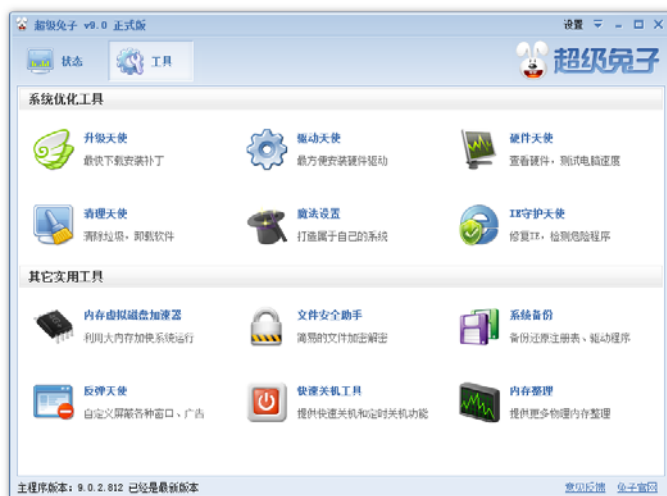 超级兔子 v9.0 正式版
设置
状态
工具
超级兔子
系统优化工具
升级天使
最快下载安装补丁
驱动天使
最方便安装硬件驱动
硬件天使
查看硬件，测试电脑速度
清理天使
清除垃圾，卸载软件
魔法设置
打造属于自己的系统
IE守护天使
修复IE，检测危险程序
其它实用工具
内存虚拟磁盘加速器
利用大内存加快系统运行
文件安全助手
简易的文件加密解密
系统备份
备份还原注册表、驱动程序
反弹天使
自定义屏蔽各种窗口、广告
快速关机工具
提供快速关机和定时关机功能
内存整理
提供更多物理内存整理
主程序版本：9.0.2.812 已经是最新版本
意见反馈
兔子官网